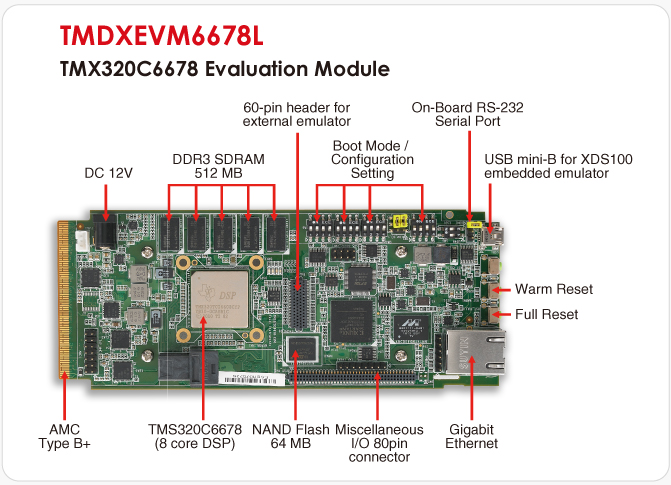 TMDXEVM6678L
TMX320C6678 Evaluation Module
60-pin header for
external emulator
On-Board RS-232
Serial Port
Boot Mode /
Configuration
Setting
DDR3 SDRAM
512 MB
DC 12V
USB mini-B for XDS100
embedded emulator
Warm Reset
Full Reset
DSP
AMC
Type B+
TMS320C6678
(8 core DSP)
NAND Flash
64 MB
Miscellaneous
I/O 80pin
connector
Gigabit
Ethernet